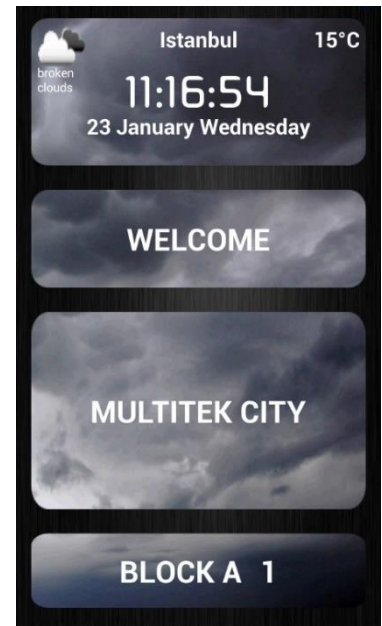 Istanbul 15°C
broken
clouds
11:16:54
23 January Wednesday
WELCOME
MULTITEK CITY
BLOCK A 1